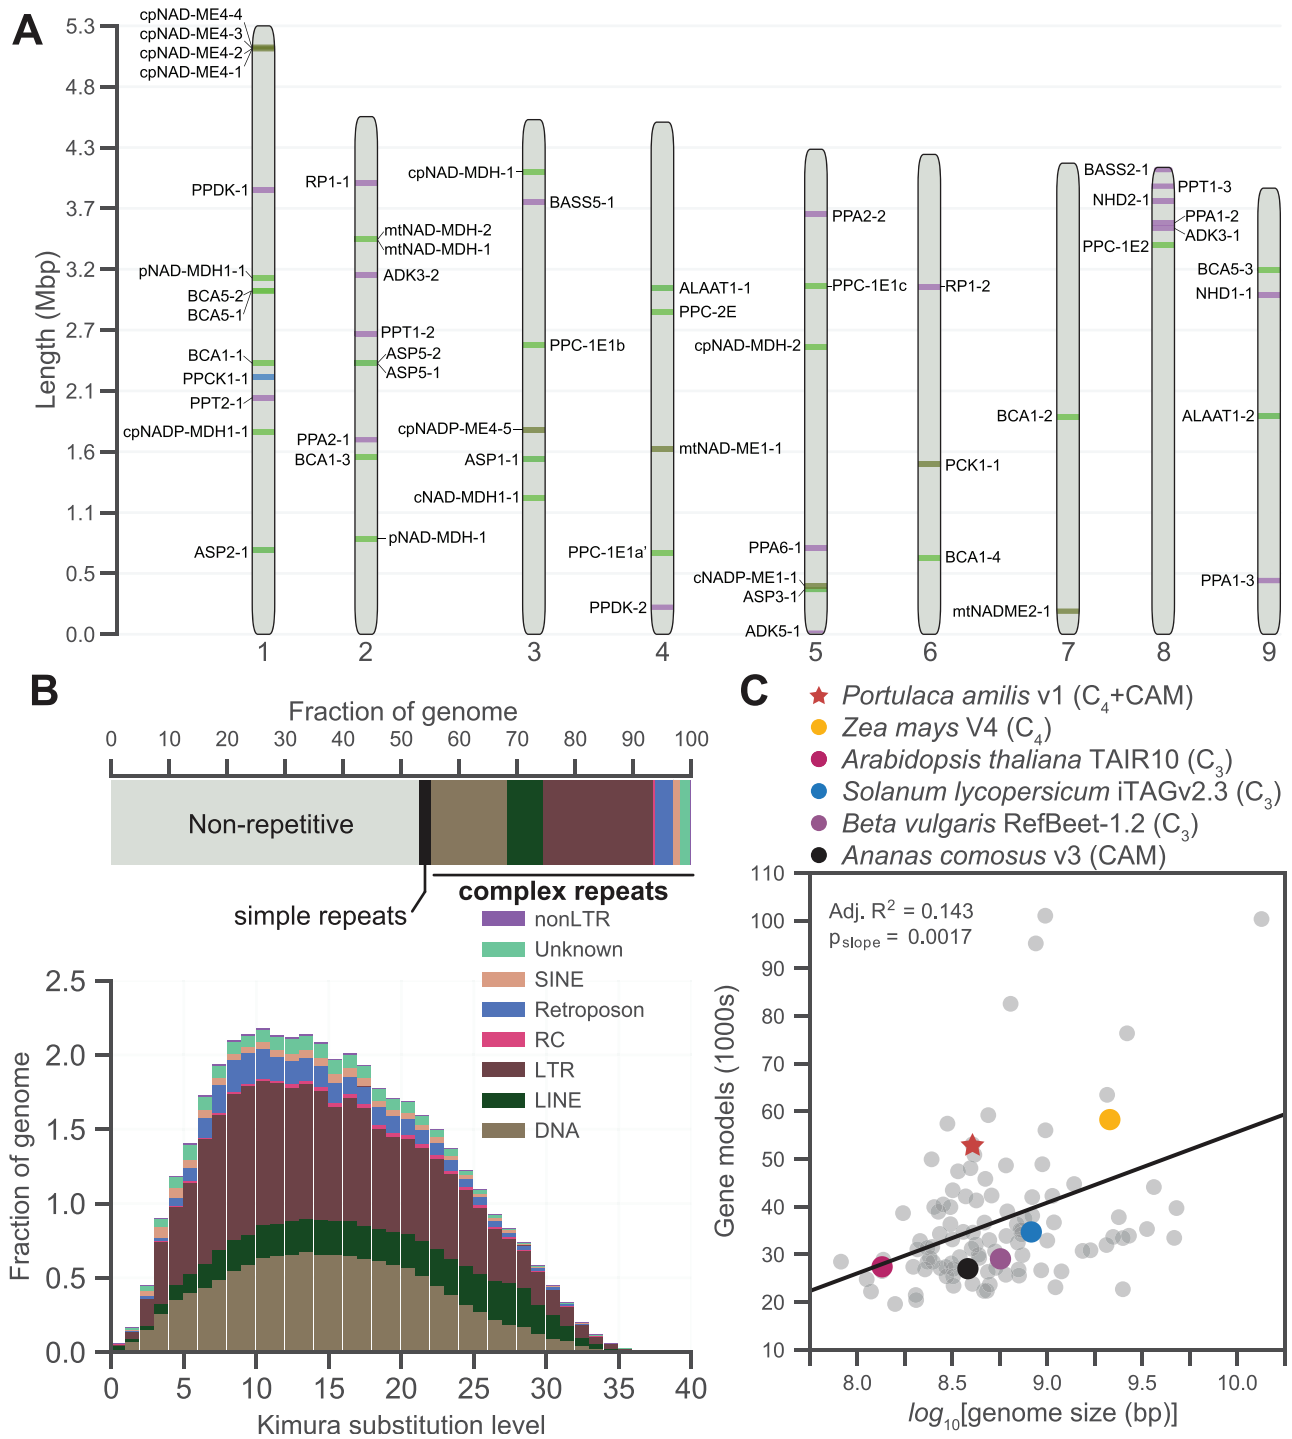 A
Length (Mbp)
5.3
4.8
4.3
3.7
3.2
2.7
2.1
1.6
1.1
0.5
0.0
cpNAD-ME4-4
cpNAD-ME4-3
cpNAD-ME4-2
cpNAD-ME4-1
PPDK-1
pNAD-MDH1-1
BCA5-2
BCA5-1
BCA1-1
PPCK1-1
PPT2-1
cpNADP-MDH1-1
ASP2-1
1
RP1-1
mtNAD-MDH-2
mtNAD-MDH-1
ADK3-2
PPT1-2
ASP5-2
ASP5-1
PPA2-1
BCA1-3
pNAD-MDH-1
2
cpNAD-MDH-1
BASS5-1
PPC-1E1b
cpNADP-ME4-5
ASP1-1
cNAD-MDH1-1
3
ALAAT1-1
PPC-2E
mtNAD-ME1-1
PPC-1E1a'
PPDK-2
4
PPA2-2
PPC-1E1c
cpNAD-MDH-2
PPA6-1
cNADP-ME1-1
ASP3-1
ADK5-1
5
RP1-2
PCK1-1
BCA1-4
6
BCA1-2
mtNADME2-1
7
BASS2-1
PPT1-3
NHD2-1
PPA1-2
ADK3-1
PPC-1E2
8
BCA5-3
NHD1-1
ALAAT1-2
PPA1-3
9
B
Fraction of genome
0 10 20 30 40 50 60 70 80 90 100
Non-repetitive
simple repeats
complex repeats
nonLTR
Unknown
SINE
Retroposon
RC
LTR
LINE
DNA
Fraction of genome
2.5
2.0
1.5
1.0
0.5
0.0
0 5 10 15 20 25 30 35 40
Kimura substitution level
C
Portulaca amilis v1 (C₄+CAM)
Zea mays V4 (C₄)
Arabidopsis thaliana TAIR10 (C₃)
Solanum lycopersicum iTAGv2.3 (C₃)
Beta vulgaris RefBeet-1.2 (C₃)
Ananas comosus v3 (CAM)
Adj. R² = 0.143
pslope = 0.0017
Gene models (1000s)
110
100
90
80
70
60
50
40
30
20
10
8.0 8.5 9.0 9.5 10.0
log₁₀[genome size (bp)]